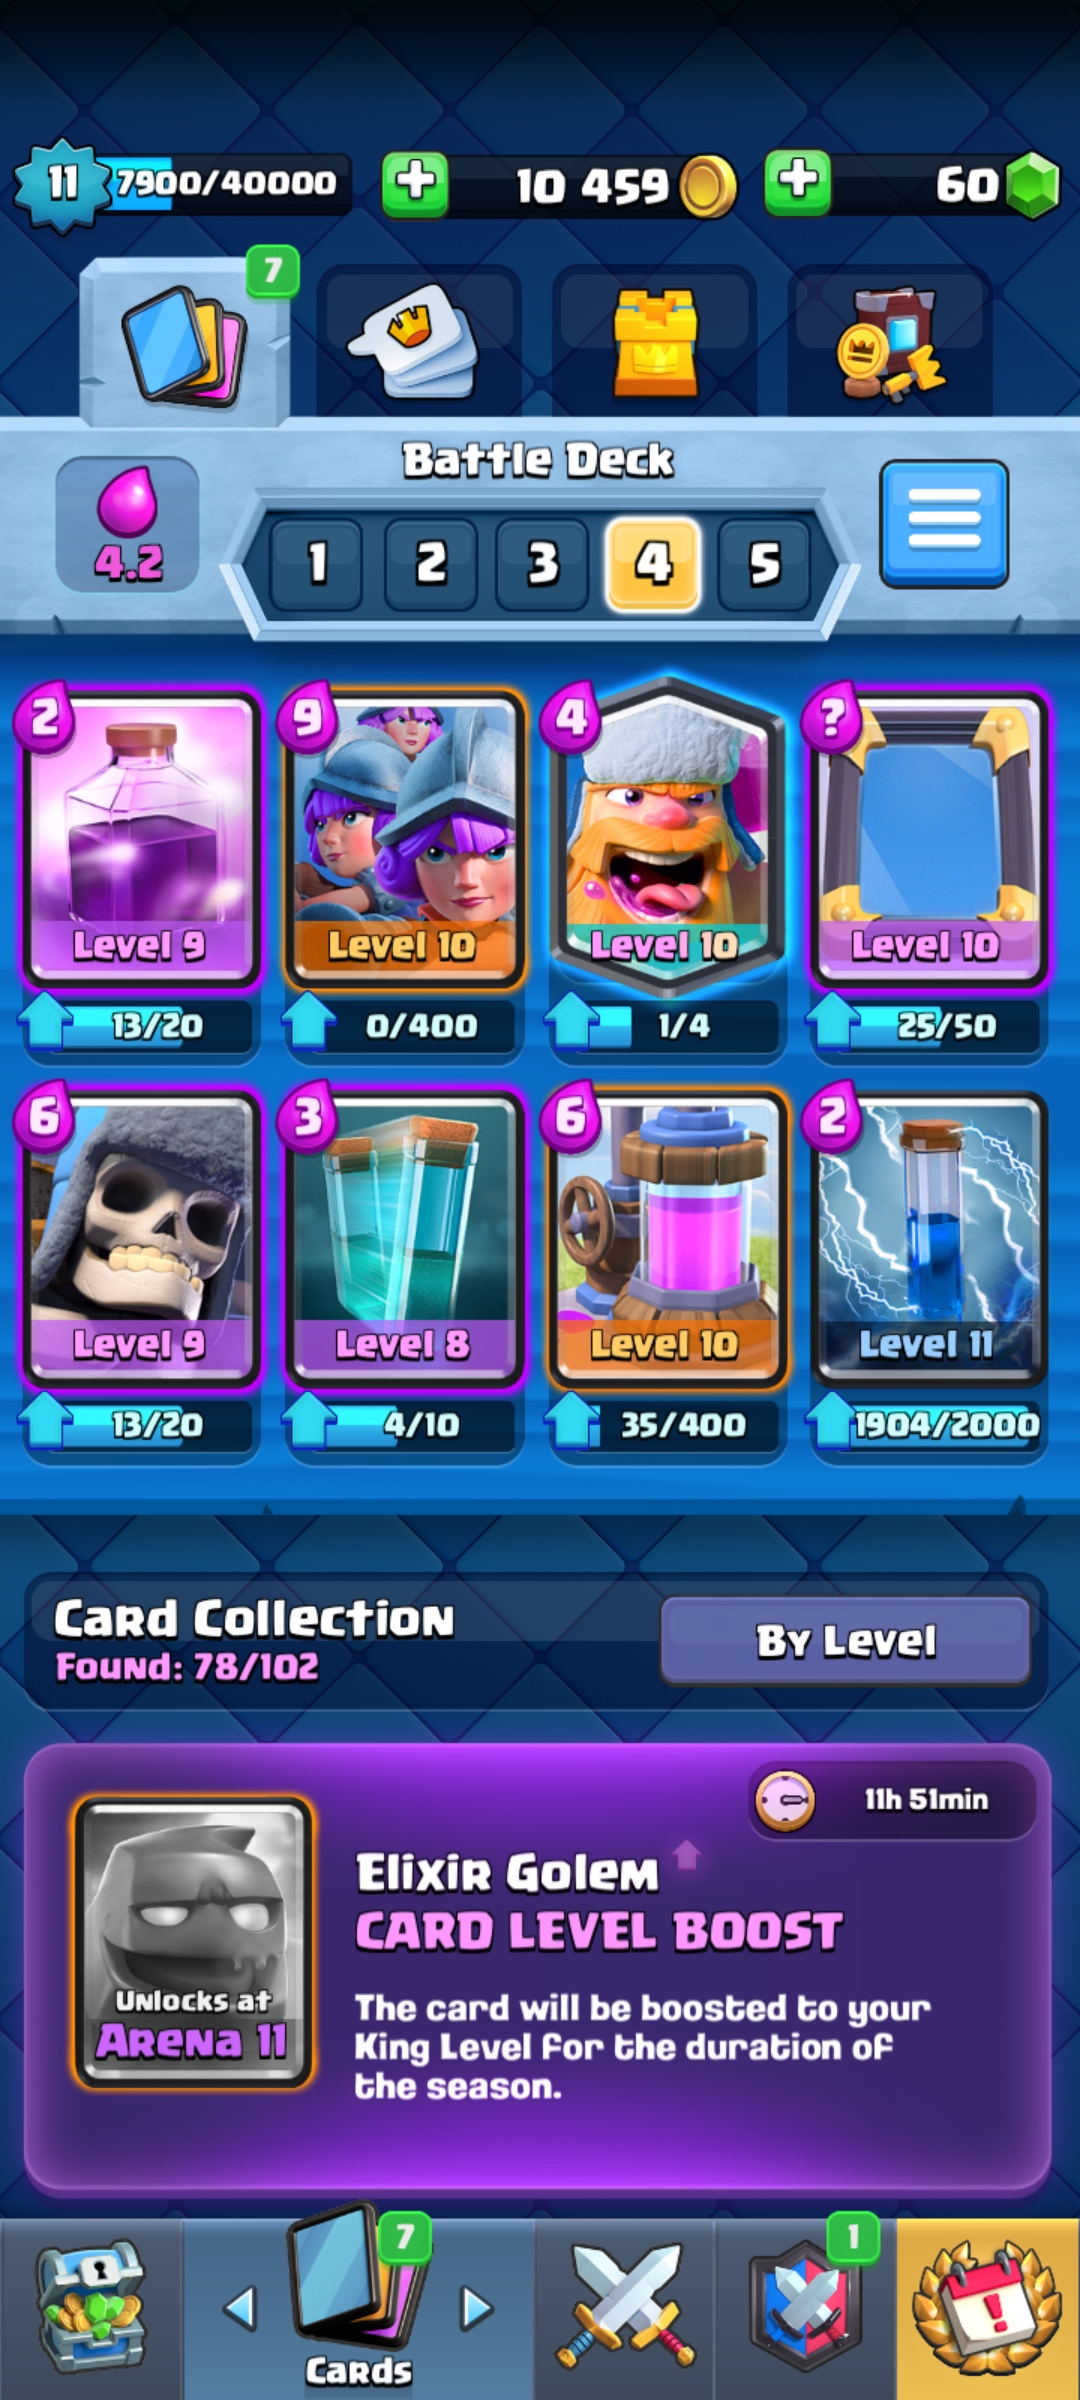 11
7900/40000
10 459
60
7
Battle Deck
4.2
1
2
3
4
5
2
9
4
?
Level 9
Level 10
Level 10
Level 10
13/20
0/400
1/4
25/50
6
3
6
2
Level 9
Level 8
Level 10
Level 11
13/20
4/10
35/400
1904/2000
Card Collection
Found: 78/102
By Level
11h 51min
Elixir Golem
CARD LEVEL BOOST
Unlocks at
Arena 11
The card will be boosted to your
King Level for the duration of
the season.
7
1
!
Cards